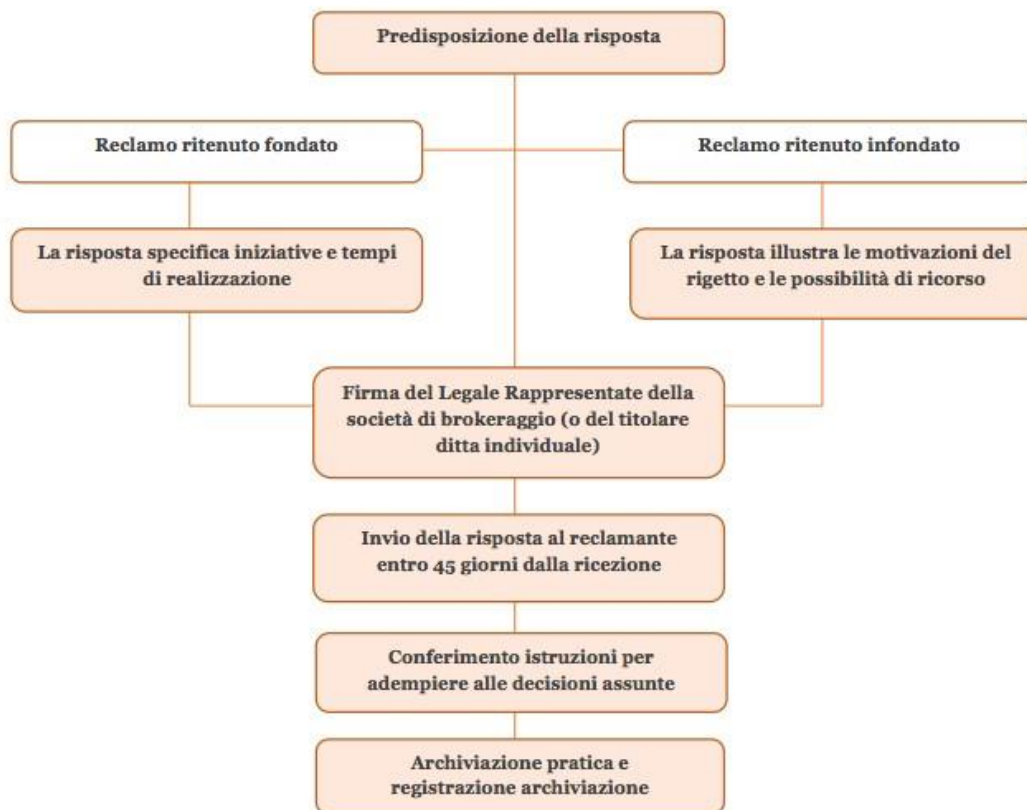 Predisposizione della risposta
Reclamo ritenuto fondato
Reclamo ritenuto infondato
La risposta specifica iniziative e tempi
di realizzazione
La risposta illustra le motivazioni del
rigetto e le possibilità di ricorso
Firma del Legale Rappresentate della
società di brokeraggio (o del titolare
ditta individuale)
Invio della risposta al reclamante
entro 45 giorni dalla ricezione
Conferimento istruzioni per
adempiere alle decisioni assunte
Archiviazione pratica e
registrazione archiviazione